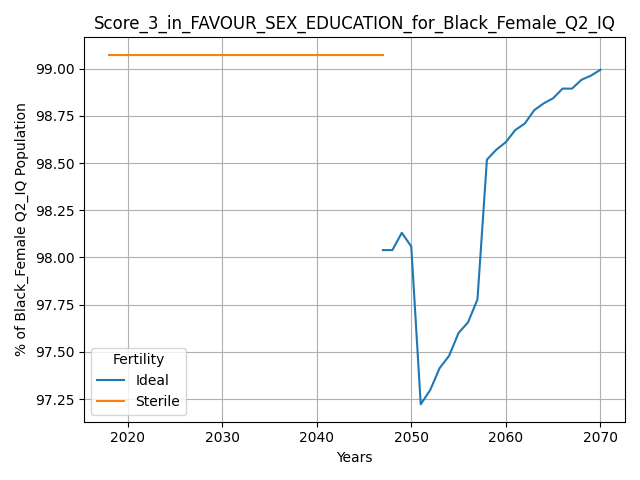 Score_3_in_FAVOUR_SEX_EDUCATION_for_Black_Female_Q2_IQ
% of Black_Female Q2_IQ Population
99.00
98.75
98.50
98.25
98.00
97.75
97.50
97.25
Fertility
Ideal
Sterile
2020 2030 2040 2050 2060 2070
Years